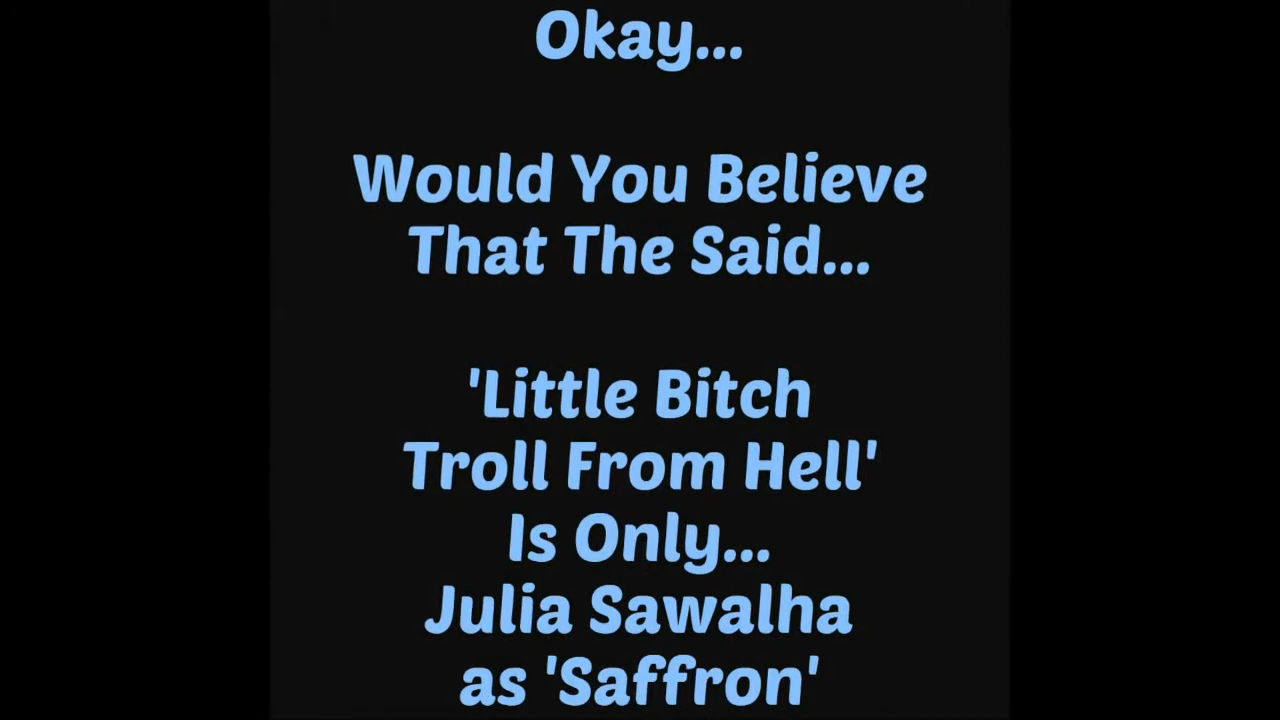 Okay...
Would You Believe
That The Said...
'Little Bitch
Troll From Hell'
Is Only...
Julia Sawalha
as 'Saffron'